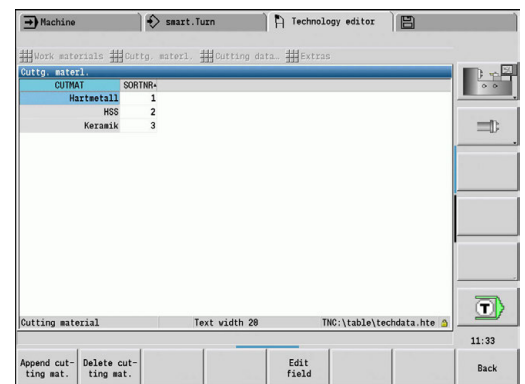 Machine smart.Turn Technology editor
Work materials Cuttg. materl. Cutting data… Extras
Cuttg. materl.
CUTMAT SORTNR
Hartmetall 1
HSS 2
Keramik 3
Cutting material Text width 20 TNC:\table\techdata.hte
T
11:33
Append cut-
ting mat.
Delete cut-
ting mat.
Edit
field
Back